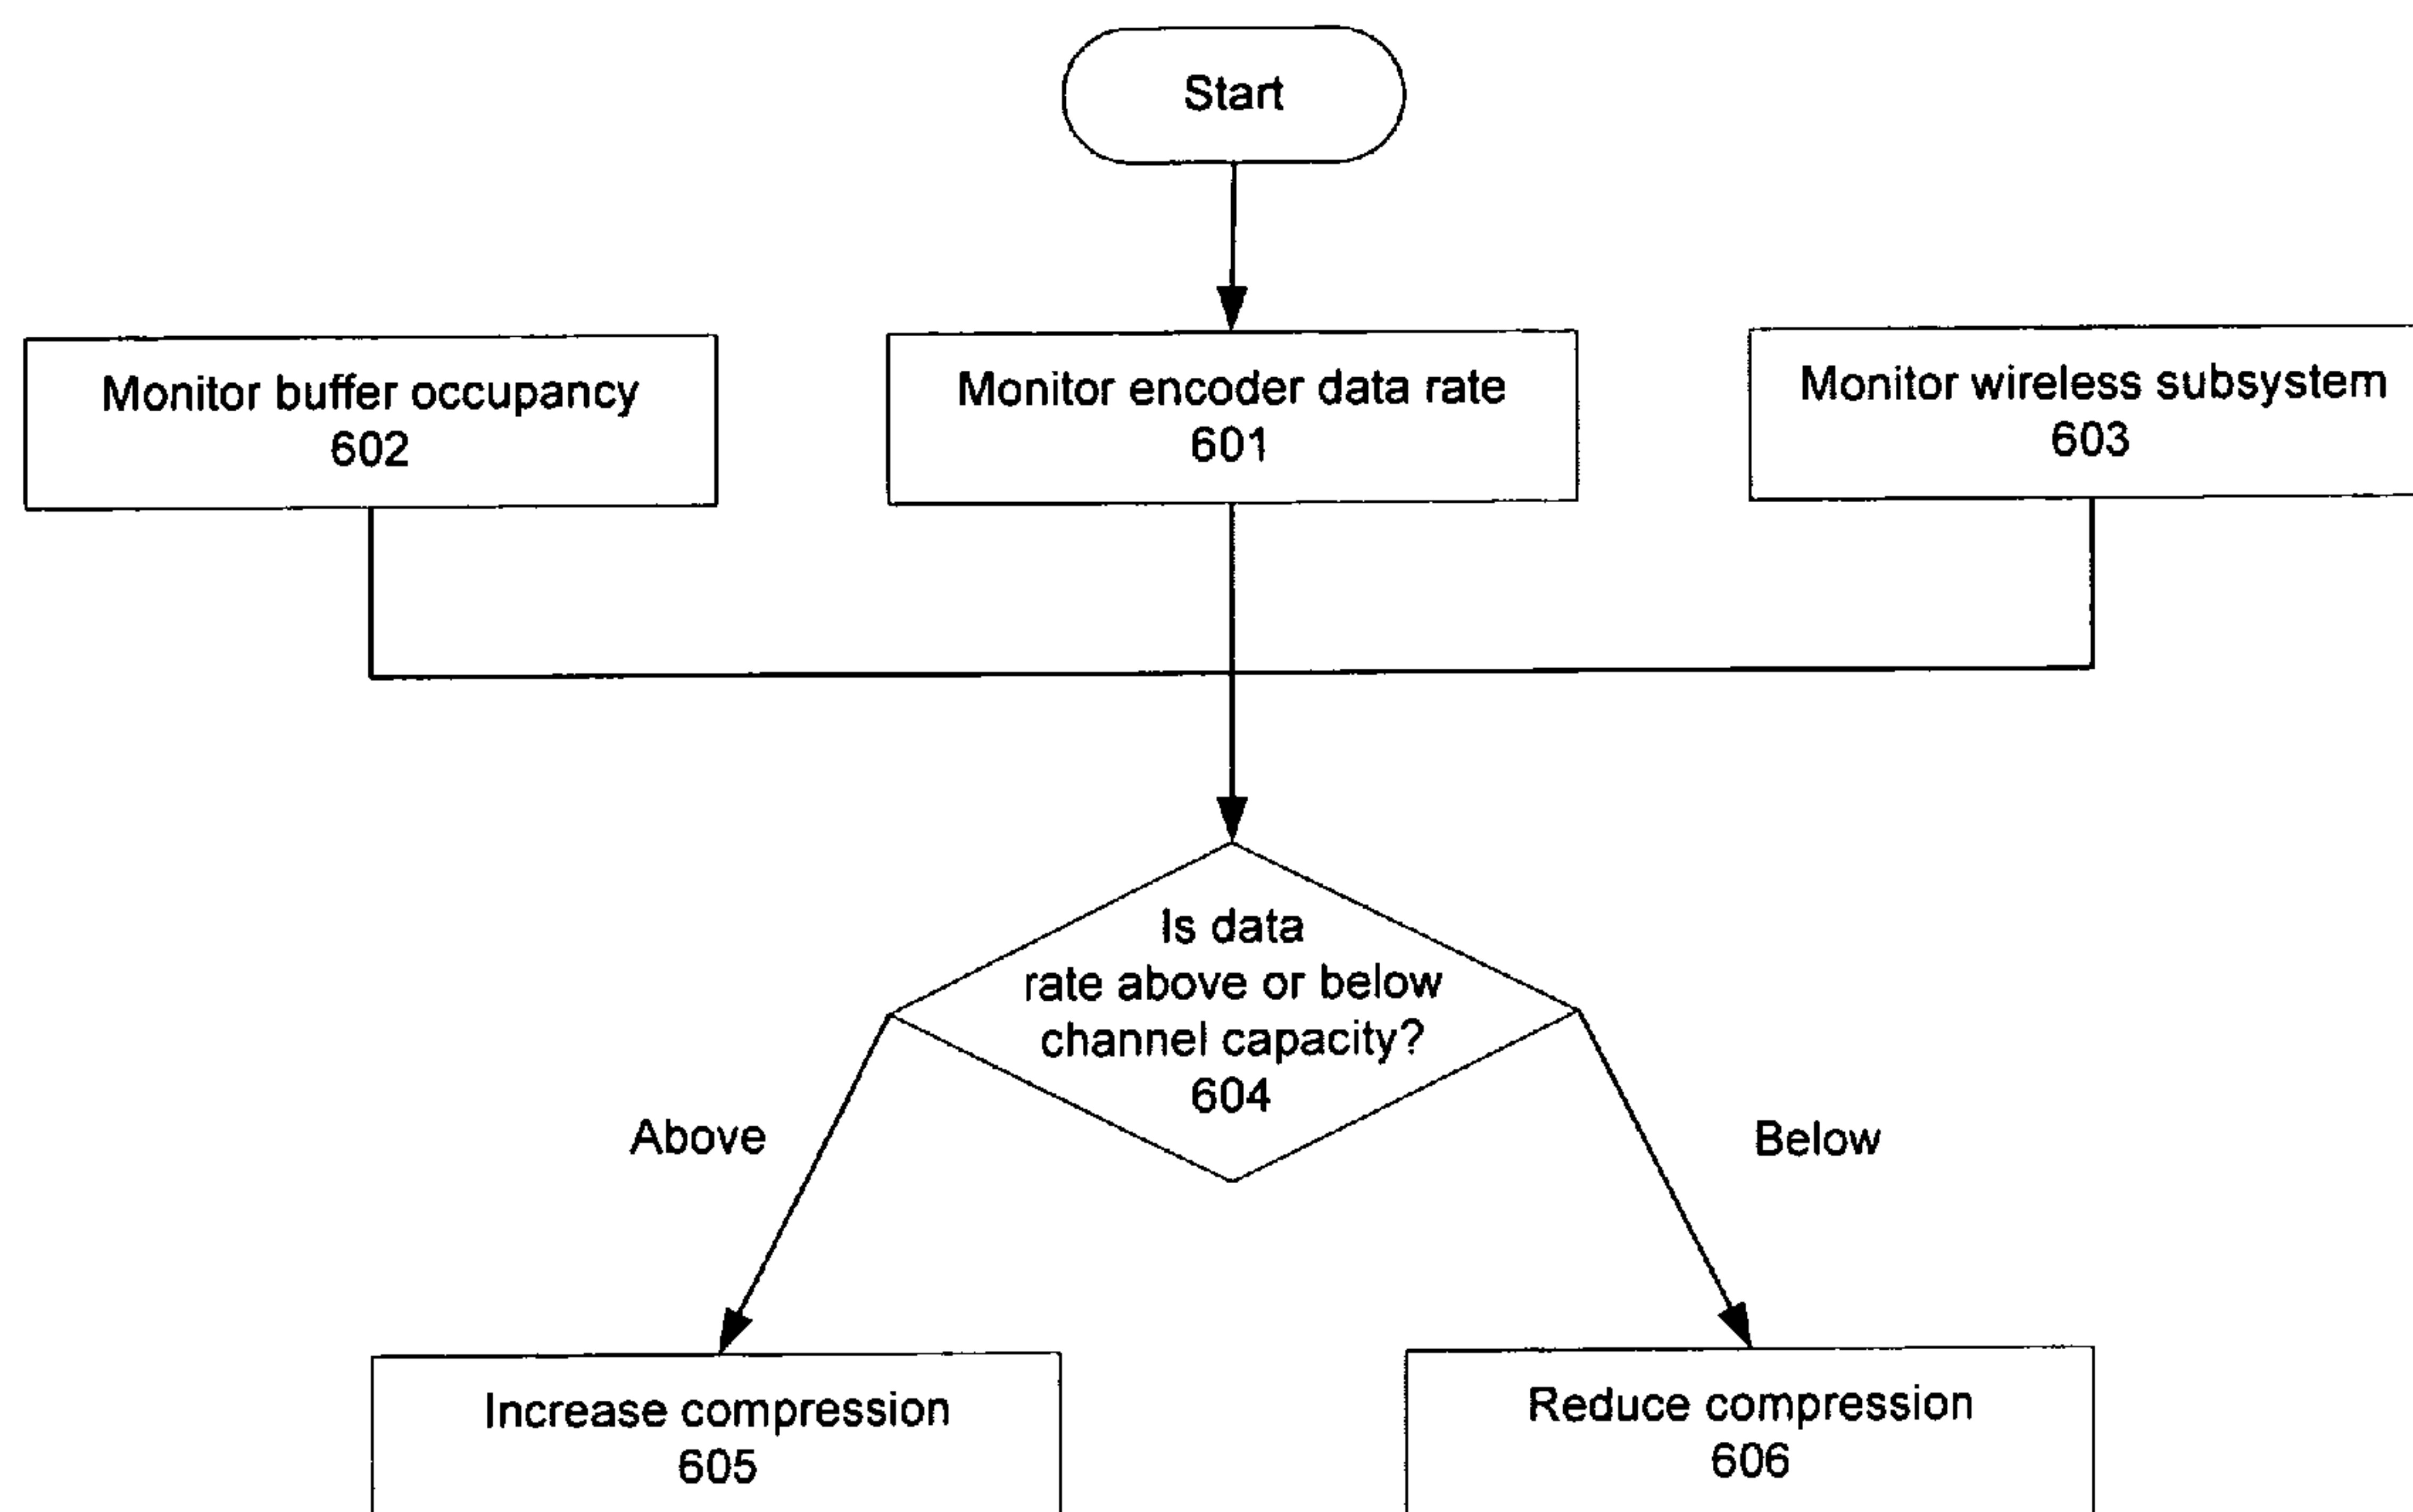 Start
Monitor buffer occupancy
602
Monitor encoder data rate
601
Monitor wireless subsystem
603
Is data
rate above or below
channel capacity?
604
Above
Below
Increase compression
605
Reduce compression
606